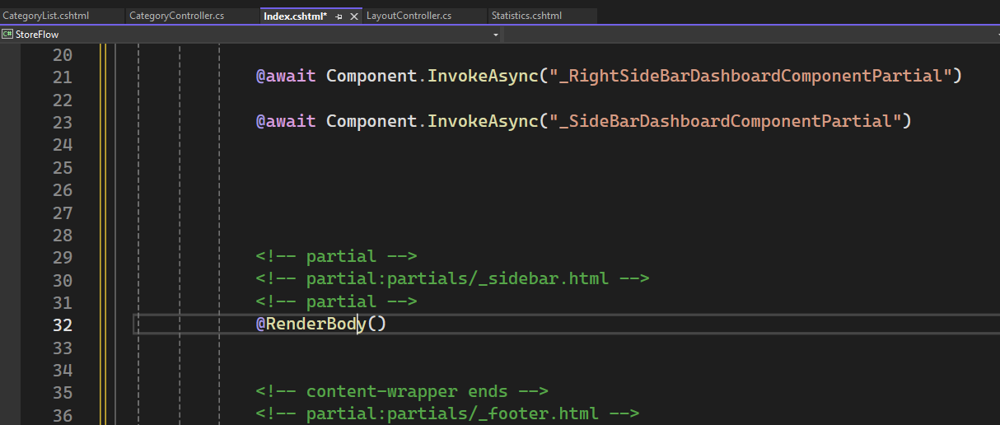 CategoryList.cshtml CategoryController.cs Index.cshtml* LayoutController.cs Statistics.cshtml
C# StoreFlow
20
21 @await Component.InvokeAsync("_RightSideBarDashboardComponentPartial")
22
23 @await Component.InvokeAsync("_SideBarDashboardComponentPartial")
24
25
26
27
28
29 <!-- partial -->
30 <!-- partial:partials/_sidebar.html -->
31 <!-- partial -->
32 @RenderBody()
33
34
35 <!-- content-wrapper ends -->
36 <!-- partial:partials/_footer.html -->